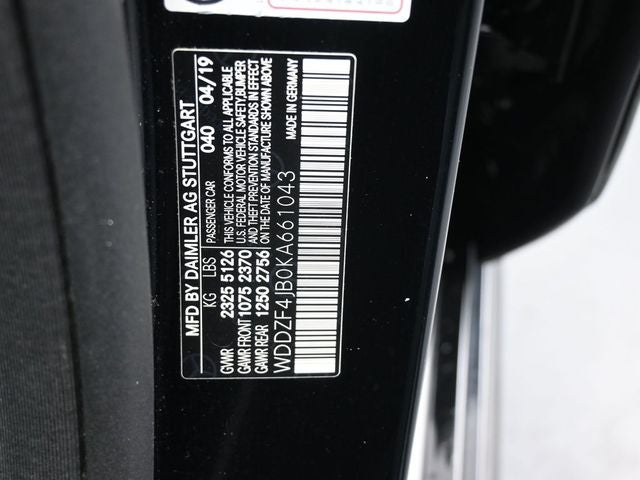 MFD BY DAIMLER AG STUTTGART
PASSENGER CAR 040 04/19
KG LBS
GVWR 2325 5126
GAWR FRONT 1075 2370
GAWR REAR 1250 2756
THIS VEHICLE CONFORMS TO ALL APPLICABLE
U.S. FEDERAL MOTOR VEHICLE SAFETY,BUMPER
AND THEFT PREVENTION STANDARDS IN EFFECT
ON THE DATE OF MANUFACTURE SHOWN ABOVE
MADE IN GERMANY
WDDZF4JB0KA661043